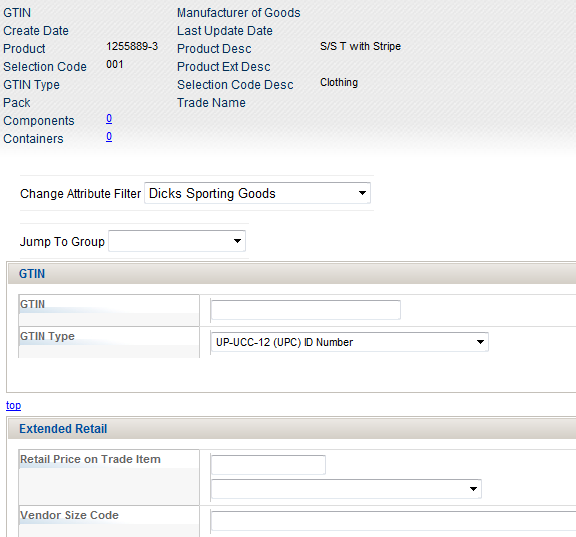 GTIN Manufacturer of Goods
Create Date Last Update Date
Product 1255889-3 Product Desc S/S T with Stripe
Selection Code 001 Product Ext Desc
GTIN Type Selection Code Desc Clothing
Pack Trade Name
Components 0
Containers 0
Change Attribute Filter Dicks Sporting Goods
Jump To Group
GTIN
GTIN
GTIN Type UP-UCC-12 (UPC) ID Number
top
Extended Retail
Retail Price on Trade Item
Vendor Size Code